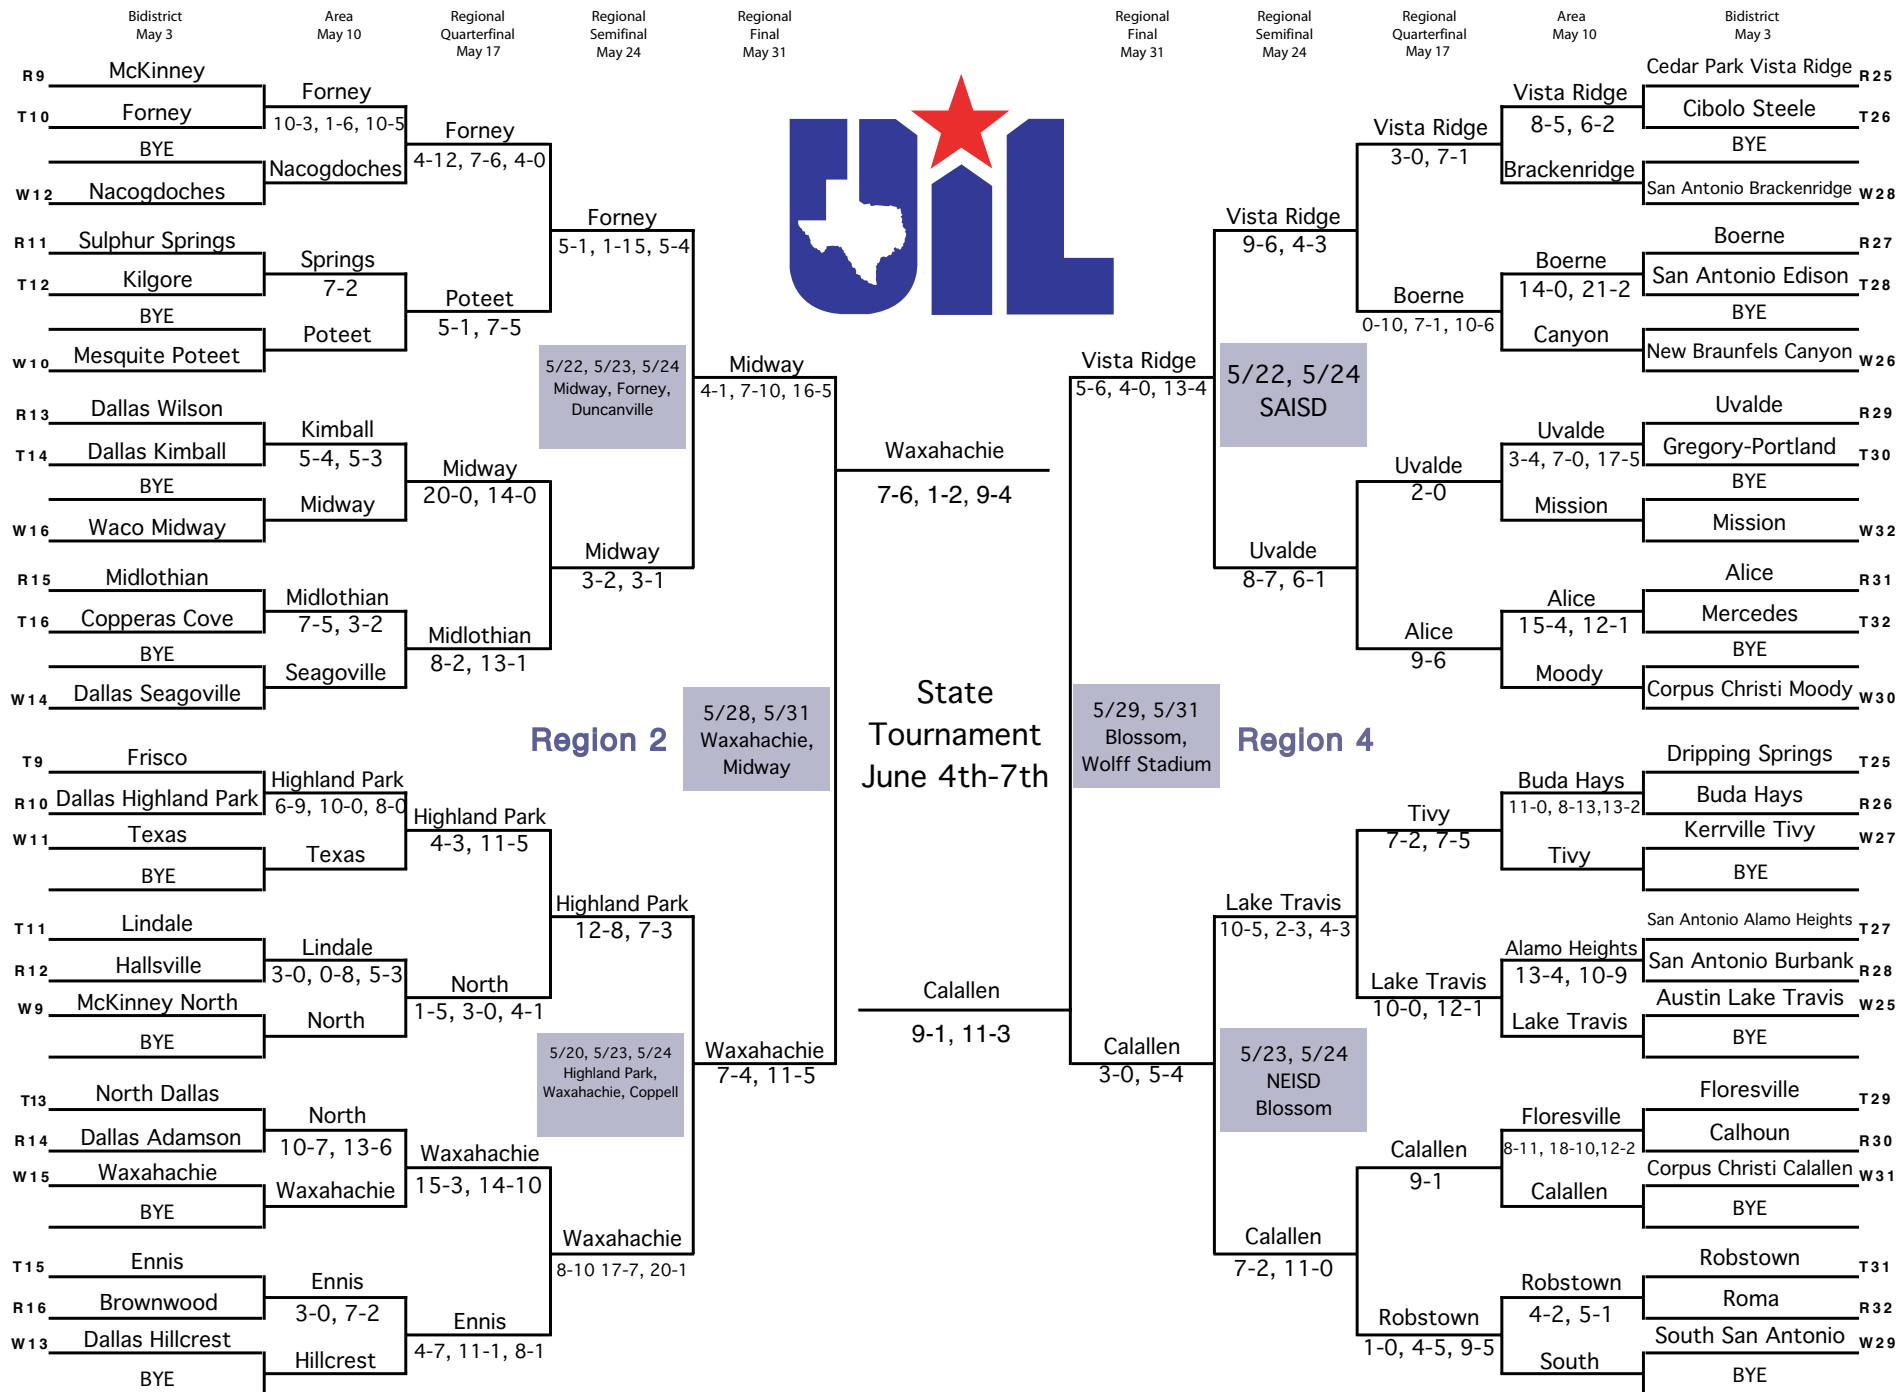 Bidistrict
May 3
Area
May 10
Regional
Quarterfinal
May 17
Regional
Semifinal
May 24
Regional
Final
May 31
Regional
Final
May 31
Regional
Semifinal
May 24
Regional
Quarterfinal
May 17
Area
May 10
Bidistrict
May 3
R9 McKinney
T10 Forney
BYE
W12 Nacogdoches
R11 Sulphur Springs
T12 Kilgore
BYE
W10 Mesquite Poteet
R13 Dallas Wilson
T14 Dallas Kimball
BYE
W16 Waco Midway
R15 Midlothian
T16 Copperas Cove
BYE
W14 Dallas Seagoville
T9 Frisco
R10 Dallas Highland Park
W11 Texas
BYE
T11 Lindale
R12 Hallsville
W9 McKinney North
BYE
T13 North Dallas
R14 Dallas Adamson
W15 Waxahachie
BYE
T15 Ennis
R16 Brownwood
W13 Dallas Hillcrest
BYE
Forney
10-3, 1-6, 10-5
Nacogdoches
Springs
7-2
Poteet
Kimball
5-4, 5-3
Midway
Midlothian
7-5, 3-2
Seagoville
Highland Park
6-9, 10-0, 8-0
Texas
Lindale
3-0, 0-8, 5-3
North
North
10-7, 13-6
Waxahachie
Ennis
3-0, 7-2
Hillcrest
Forney
4-12, 7-6, 4-0
Poteet
5-1, 7-5
Midway
20-0, 14-0
Midlothian
8-2, 13-1
Highland Park
4-3, 11-5
North
1-5, 3-0, 4-1
Waxahachie
15-3, 14-10
Ennis
4-7, 11-1, 8-1
Forney
5-1, 1-15, 5-4
5/22, 5/23, 5/24
Midway, Forney,
Duncanville
Midway
3-2, 3-1
Region 2
Highland Park
12-8, 7-3
5/20, 5/23, 5/24
Highland Park,
Waxahachie, Coppell
Waxahachie
8-10 17-7, 20-1
Midway
4-1, 7-10, 16-5
5/28, 5/31
Waxahachie,
Midway
Waxahachie
7-4, 11-5
UIL
Waxahachie
7-6, 1-2, 9-4
State
Tournament
June 4th-7th
Calallen
9-1, 11-3
Vista Ridge
5-6, 4-0, 13-4
5/29, 5/31
Blossom,
Wolff Stadium
Calallen
3-0, 5-4
Vista Ridge
9-6, 4-3
5/22, 5/24
SAISD
Uvalde
8-7, 6-1
Region 4
Lake Travis
10-5, 2-3, 4-3
5/23, 5/24
NEISD
Blossom
Calallen
7-2, 11-0
Vista Ridge
3-0, 7-1
Boerne
0-10, 7-1, 10-6
Uvalde
2-0
Alice
9-6
Tivy
7-2, 7-5
Lake Travis
10-0, 12-1
Calallen
9-1
Robstown
1-0, 4-5, 9-5
Vista Ridge
8-5, 6-2
Brackenridge
Boerne
14-0, 21-2
Canyon
Uvalde
3-4, 7-0, 17-5
Mission
Alice
15-4, 12-1
Moody
Buda Hays
11-0, 8-13,13-2
Tivy
Alamo Heights
13-4, 10-9
Lake Travis
Floresville
8-11, 18-10,12-2
Calallen
Robstown
4-2, 5-1
South
Cedar Park Vista Ridge R25
Cibolo Steele T26
BYE
San Antonio Brackenridge W28
Boerne R27
San Antonio Edison T28
BYE
New Braunfels Canyon W26
Uvalde R29
Gregory-Portland T30
BYE
Mission W32
Alice R31
Mercedes T32
BYE
Corpus Christi Moody W30
Dripping Springs T25
Buda Hays R26
Kerrville Tivy W27
BYE
San Antonio Alamo Heights T27
San Antonio Burbank R28
Austin Lake Travis W25
BYE
Floresville T29
Calhoun R30
Corpus Christi Calallen W31
BYE
Robstown T31
Roma R32
South San Antonio W29
BYE